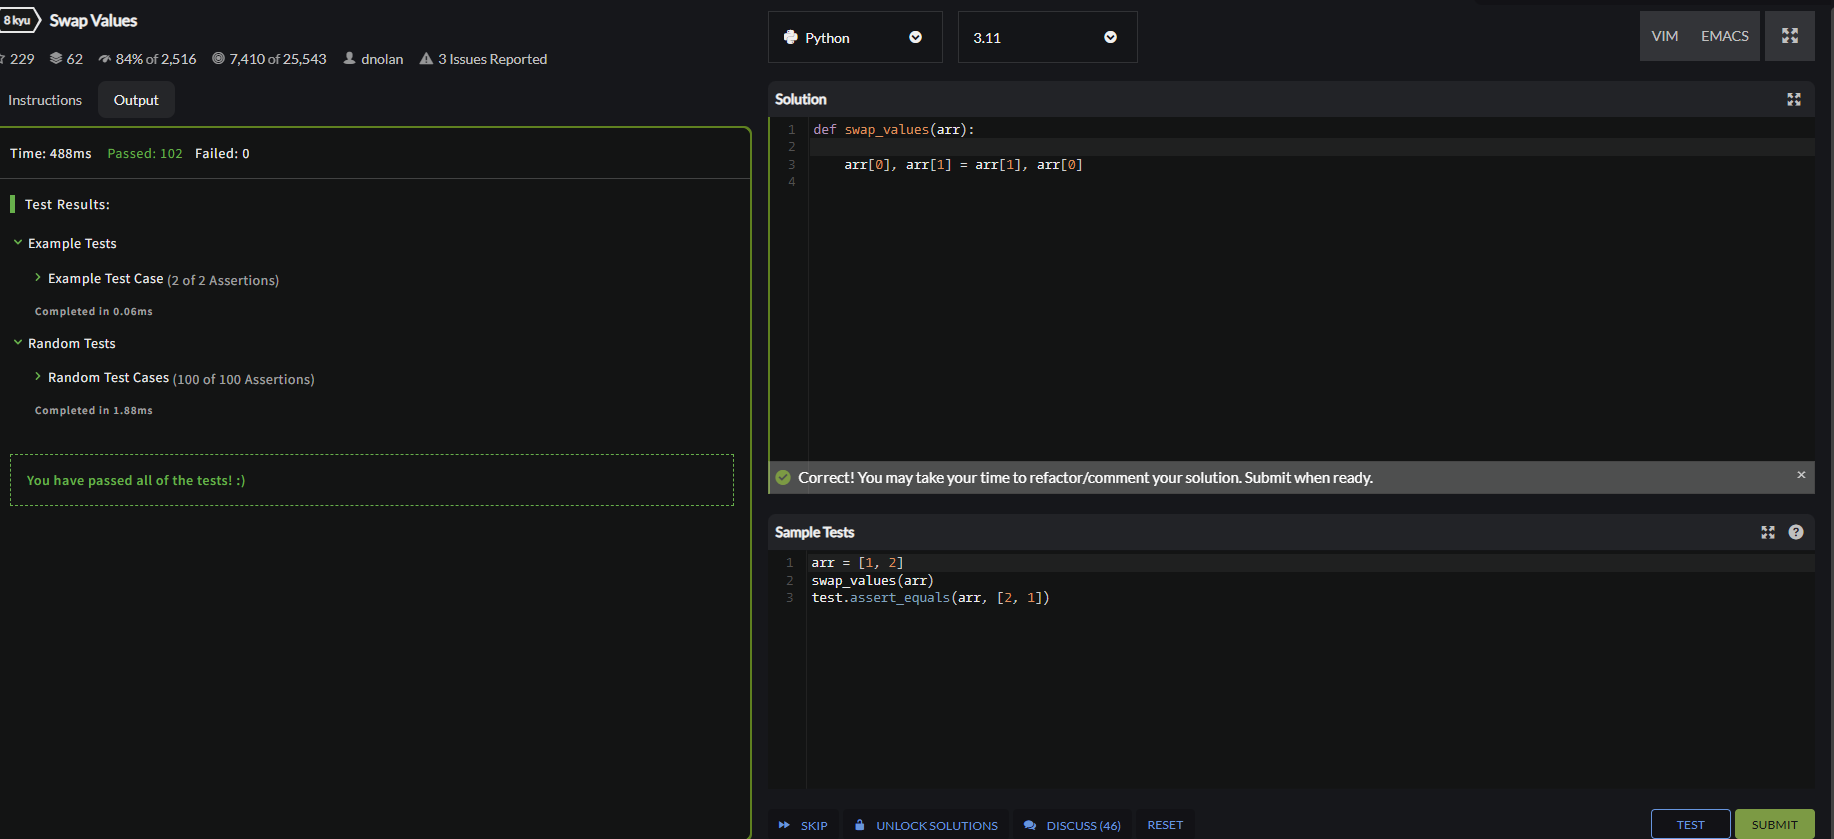 8 kyu Swap Values
229 62 84% of 2,516 7,410 of 25,543 dnolan 3 Issues Reported
Instructions Output
Time: 488ms Passed: 102 Failed: 0
Test Results:
Example Tests
Example Test Case (2 of 2 Assertions)
Completed in 0.06ms
Random Tests
Random Test Cases (100 of 100 Assertions)
Completed in 1.88ms
You have passed all of the tests! :)
Python 3.11 VIM EMACS
Solution
1 def swap_values(arr):
2
3 arr[0], arr[1] = arr[1], arr[0]
4
Correct! You may take your time to refactor/comment your solution. Submit when ready. ×
Sample Tests ?
1 arr = [1, 2]
2 swap_values(arr)
3 test.assert_equals(arr, [2, 1])
SKIP UNLOCK SOLUTIONS DISCUSS (46) RESET TEST SUBMIT